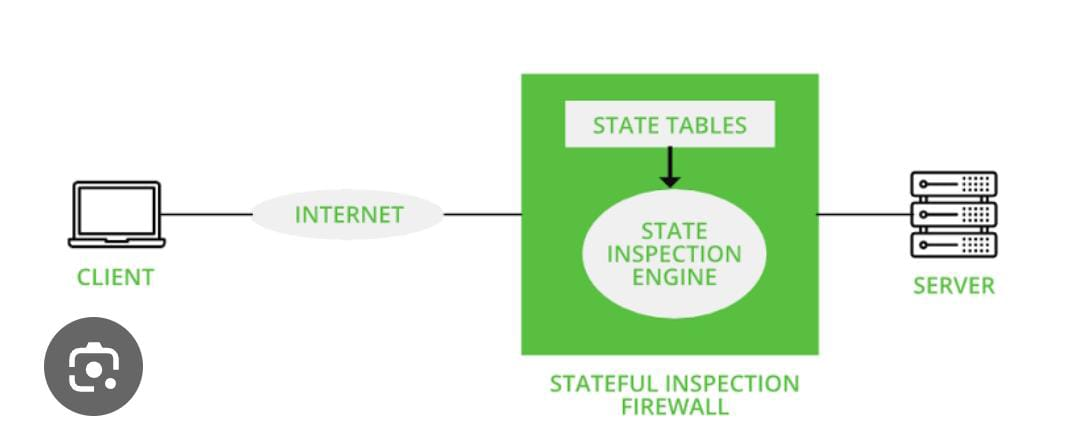 STATE TABLES
INTERNET
STATE
INSPECTION
ENGINE
CLIENT
SERVER
STATEFUL INSPECTION
FIREWALL